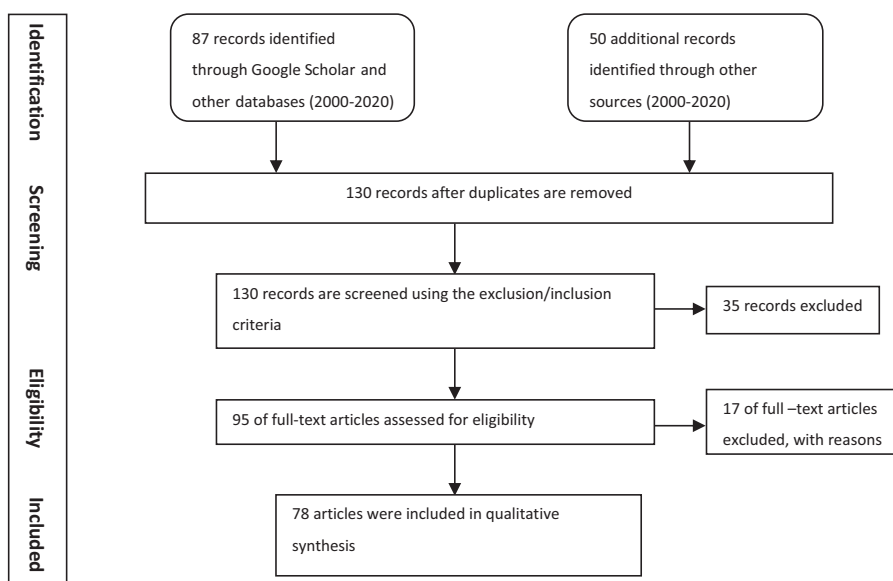 Identification
87 records identified
through Google Scholar and
other databases (2000-2020)
50 additional records
identified through other
sources (2000-2020)
Screening
130 records after duplicates are removed
130 records are screened using the exclusion/inclusion
criteria
35 records excluded
Eligibility
95 of full-text articles assessed for eligibility
17 of full –text articles
excluded, with reasons
Included
78 articles were included in qualitative
synthesis